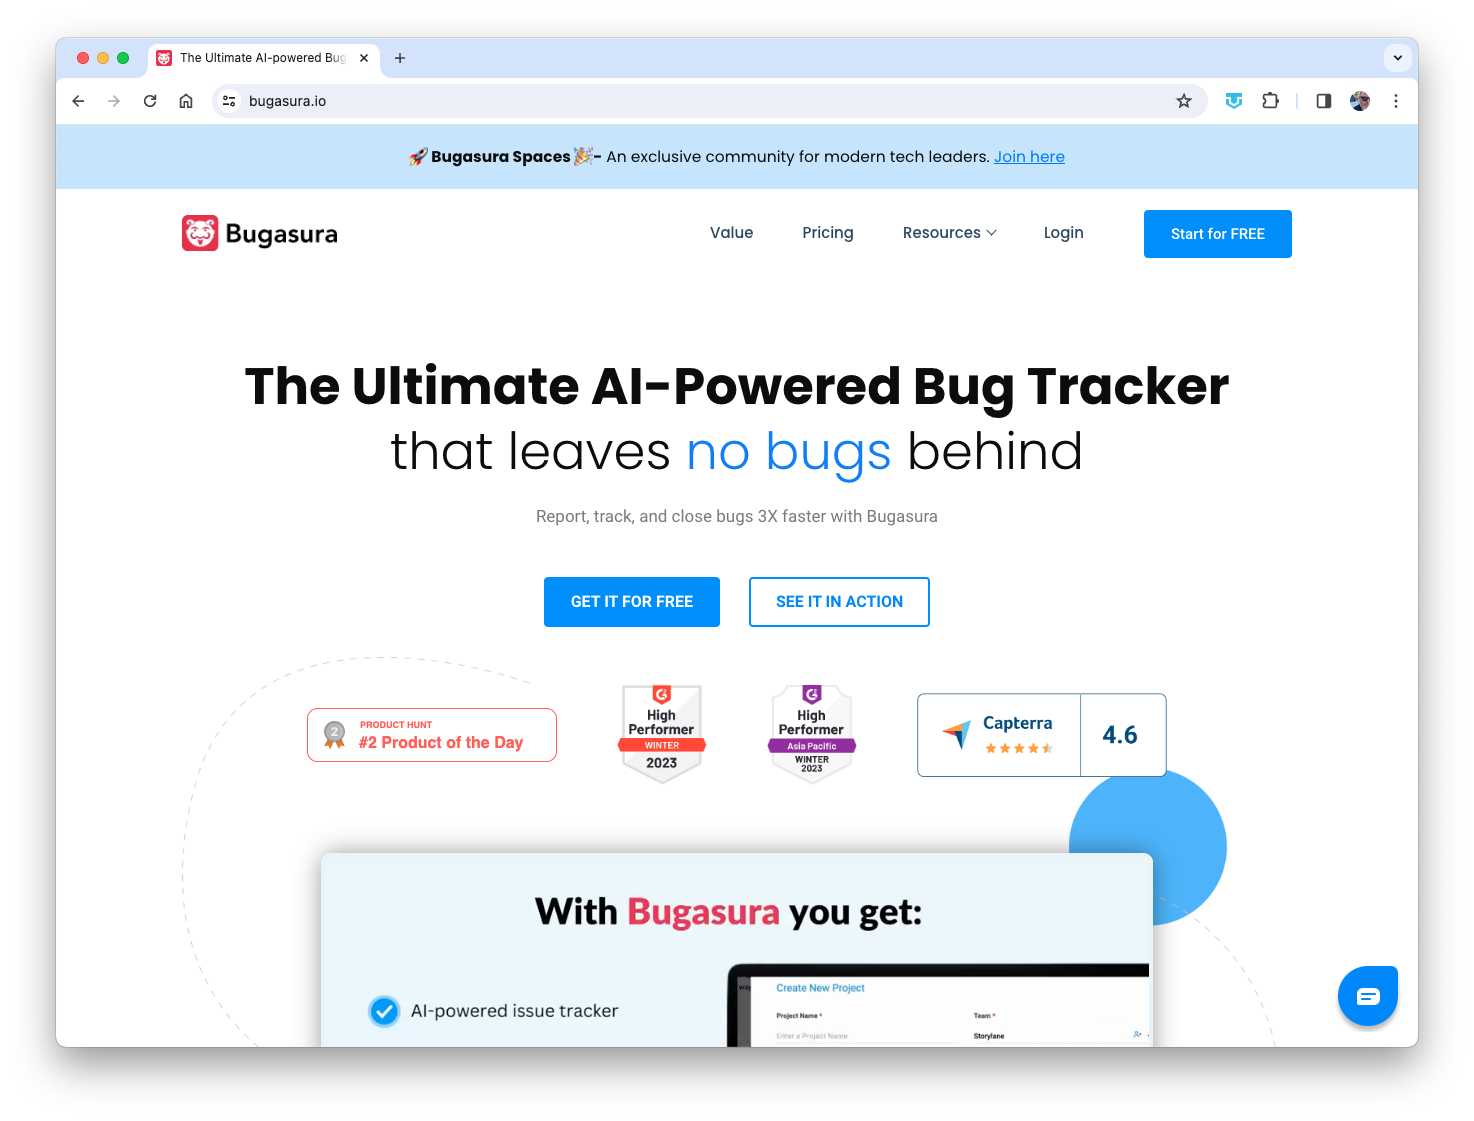 The Ultimate AI-powered Bug
bugasura.io
🚀 Bugasura Spaces 🎉- An exclusive community for modern tech leaders. Join here
Bugasura
Value
Pricing
Resources
Login
Start for FREE
The Ultimate AI-Powered Bug Tracker
that leaves no bugs behind
Report, track, and close bugs 3X faster with Bugasura
GET IT FOR FREE
SEE IT IN ACTION
2
PRODUCT HUNT
#2 Product of the Day
G
High
Performer
WINTER
2023
G
High
Performer
Asia Pacific
WINTER
2023
Capterra
4.6
With Bugasura you get:
AI-powered issue tracker
Create New Project
Project Name *
Team *
Enter a Project Name
Storylane